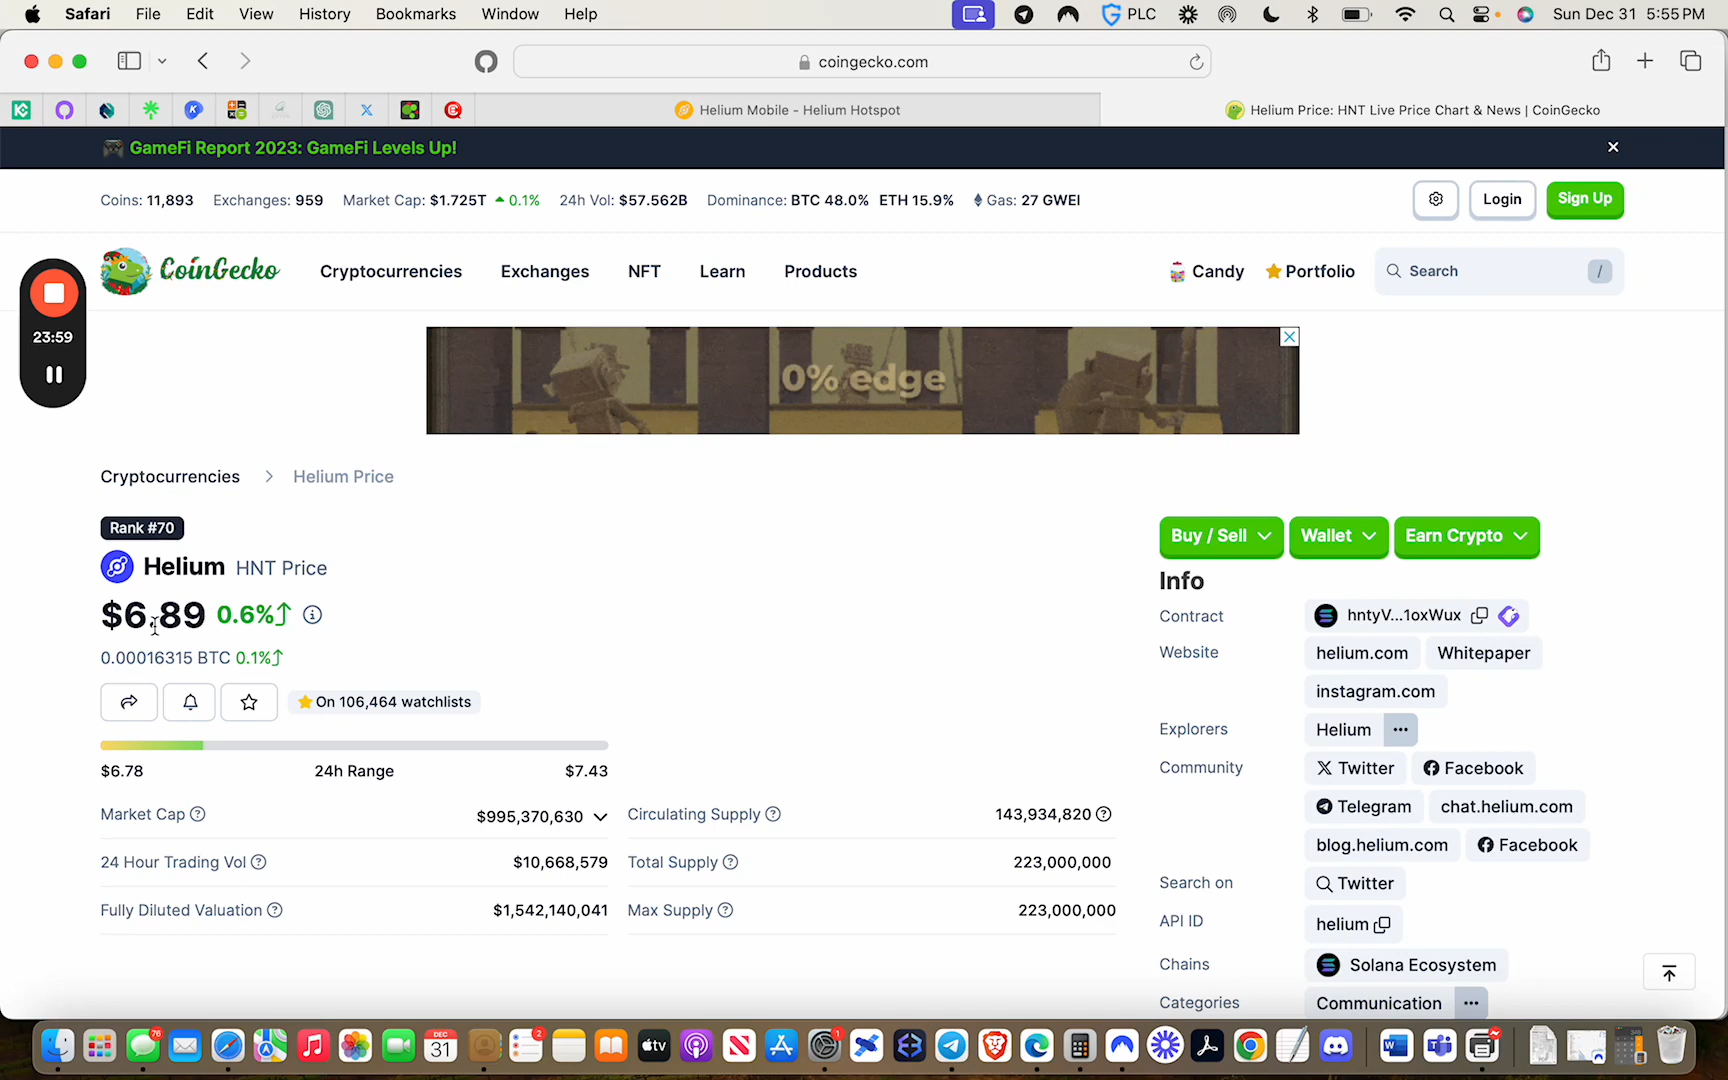 Safari File Edit View History Bookmarks Window Help PLC Sun Dec 31 5:55 PM
coingecko.com
Helium Mobile - Helium Hotspot
Helium Price: HNT Live Price Chart & News | CoinGecko
GameFi Report 2023: GameFi Levels Up!
Coins: 11,893 Exchanges: 959 Market Cap: $1.725T 0.1% 24h Vol: $57.562B Dominance: BTC 48.0% ETH 15.9% Gas: 27 GWEI
Login
Sign Up
CoinGecko Cryptocurrencies Exchanges NFT Learn Products Candy Portfolio Search /
23:59
0% edge
Cryptocurrencies > Helium Price
Rank #70
Helium HNT Price
$6.89 0.6%
0.00016315 BTC 0.1%
On 106,464 watchlists
$6.78 24h Range $7.43
Market Cap $995,370,630
24 Hour Trading Vol $10,668,579
Fully Diluted Valuation $1,542,140,041
Circulating Supply 143,934,820
Total Supply 223,000,000
Max Supply 223,000,000
Buy / Sell Wallet Earn Crypto
Info
Contract hntyV...1oxWux
Website helium.com Whitepaper
instagram.com
Explorers Helium
Community Twitter Facebook
Telegram chat.helium.com
blog.helium.com Facebook
Search on Twitter
API ID helium
Chains Solana Ecosystem
Categories Communication
76
DEC
31
2
tv
1